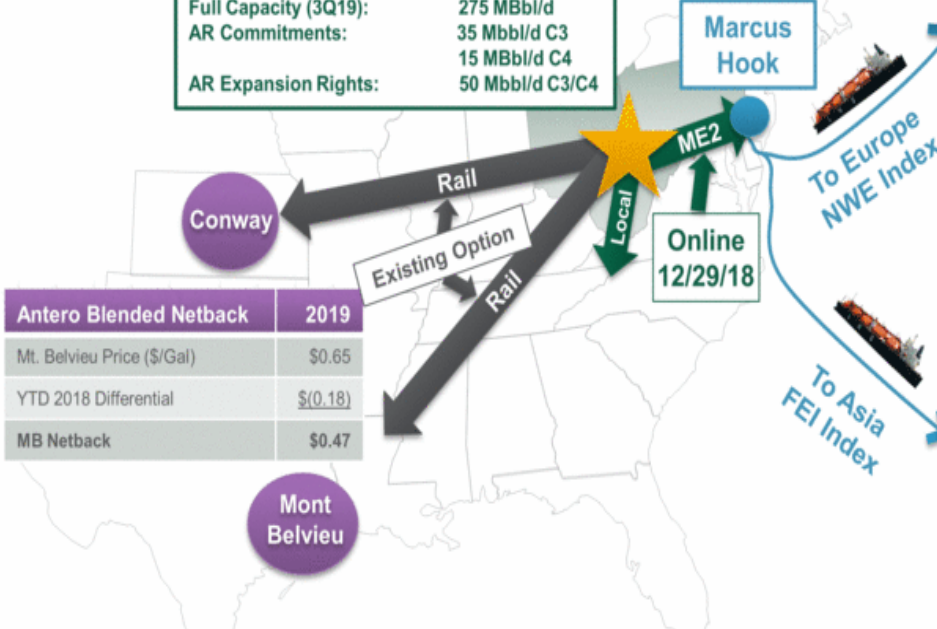 Full Capacity (3Q19): 275 MBbl/d
AR Commitments: 35 Mbbl/d C3
15 MBbl/d C4
AR Expansion Rights: 50 Mbbl/d C3/C4
Marcus
Hook
ME2
To Europe
NWE Index
Rail
Conway
Local
Existing Option
Online
12/29/18
Rail
Antero Blended Netback 2019
Mt. Belvieu Price ($/Gal) $0.65
YTD 2018 Differential $(0.18)
MB Netback $0.47
To Asia
FEI Index
Mont
Belvieu